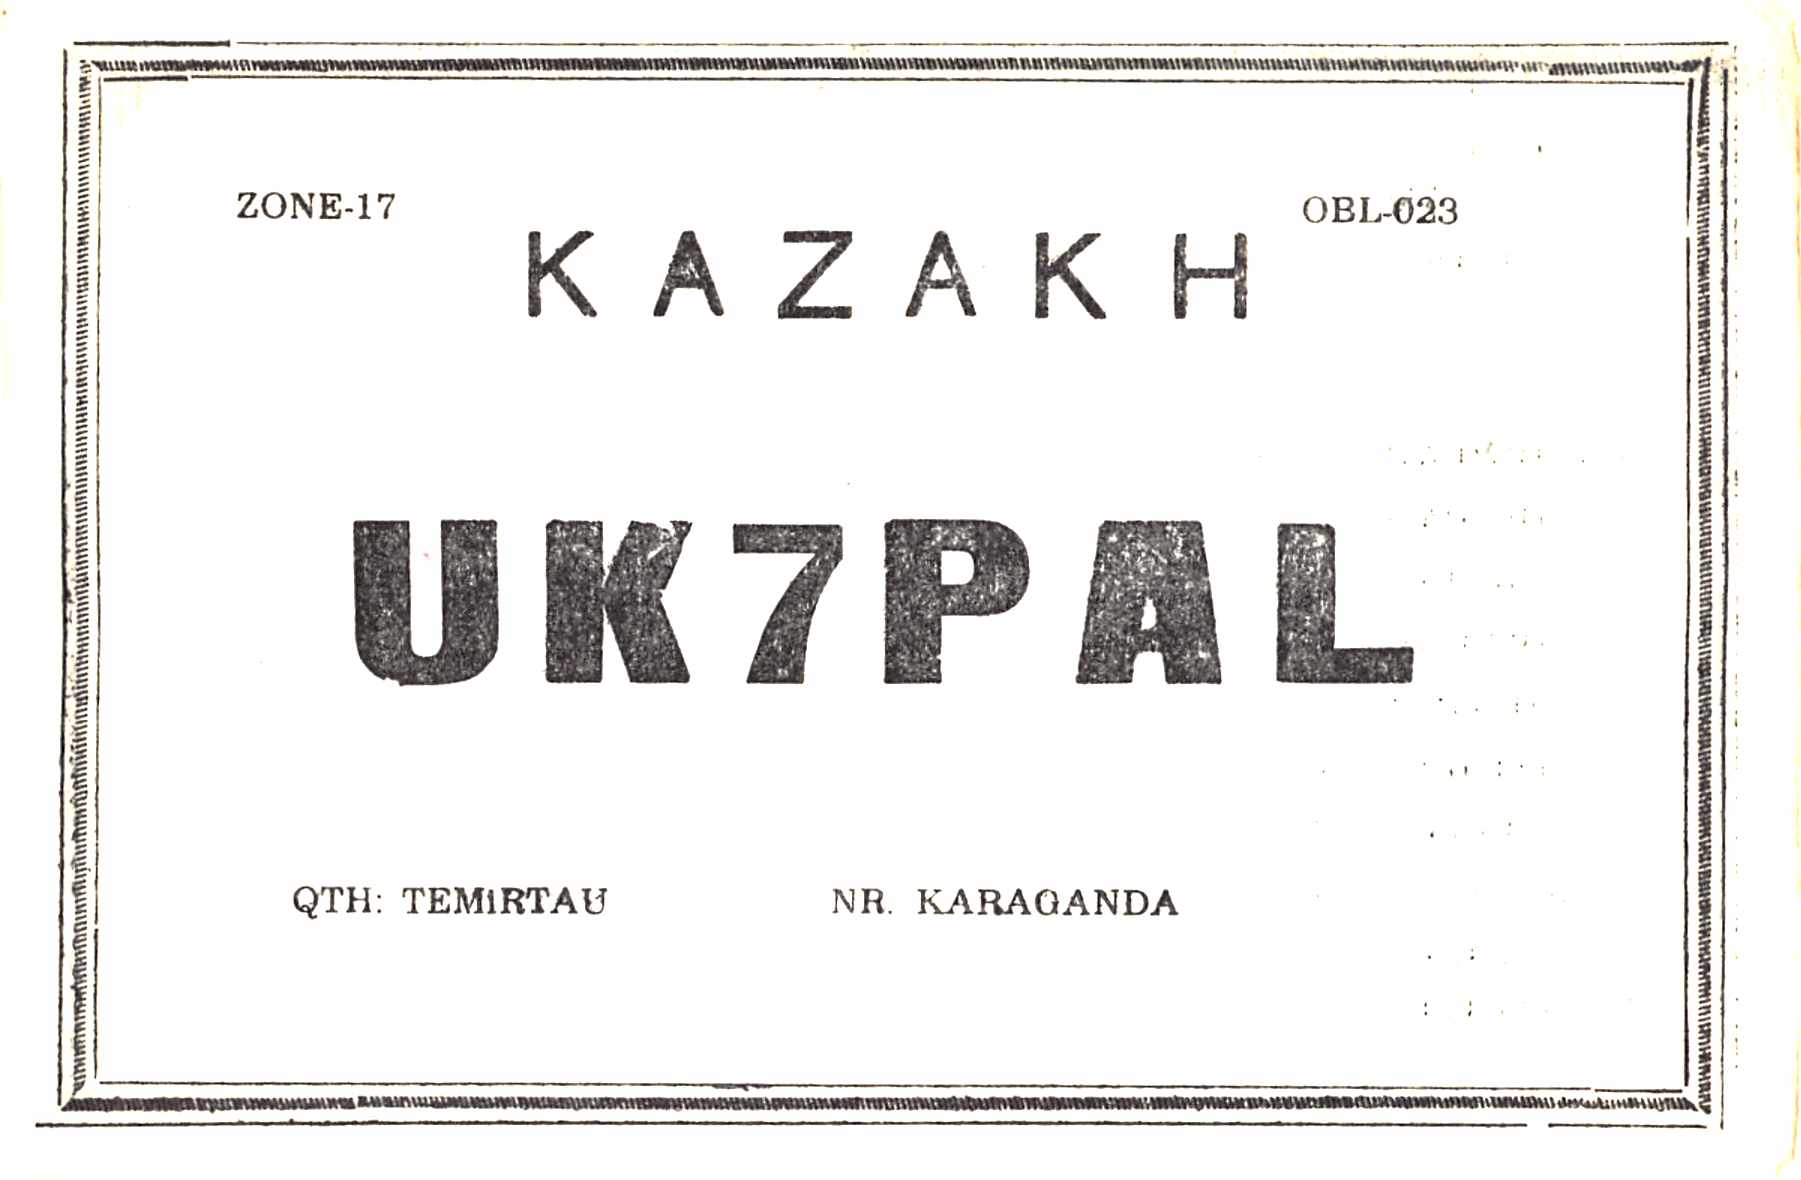 ZONE-17
OBL-023
KAZAKH
UK7PAL
QTH: TEMIRTAU
NR. KARAGANDA